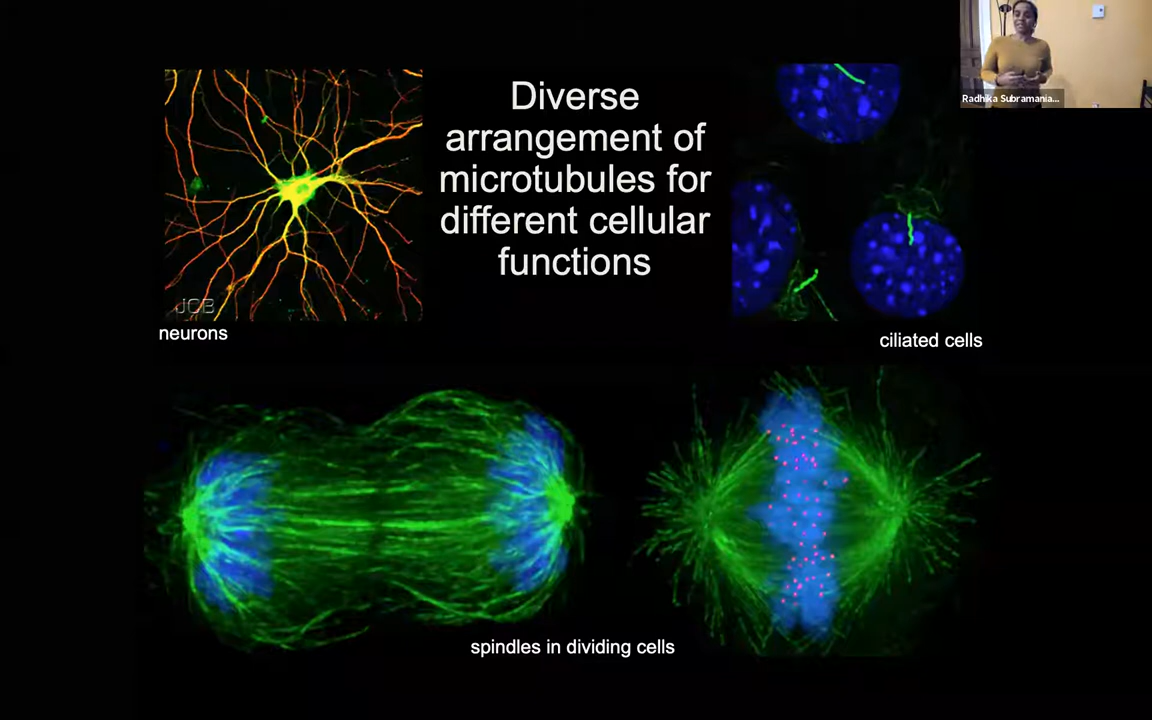 Diverse
arrangement of
microtubules for
different cellular
functions
Radhika Subramania...
JCB
neurons
ciliated cells
spindles in dividing cells